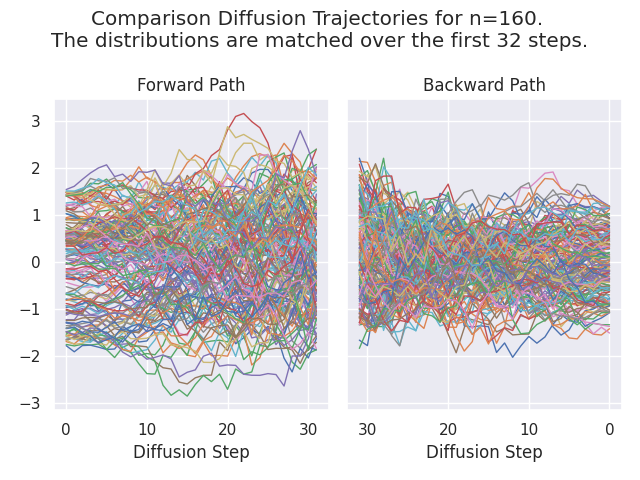 Comparison Diffusion Trajectories for n=160.
The distributions are matched over the first 32 steps.
Forward Path
Backward Path
3
2
1
0
−1
−2
−3
0 10 20 30
30 20 10 0
Diffusion Step
Diffusion Step